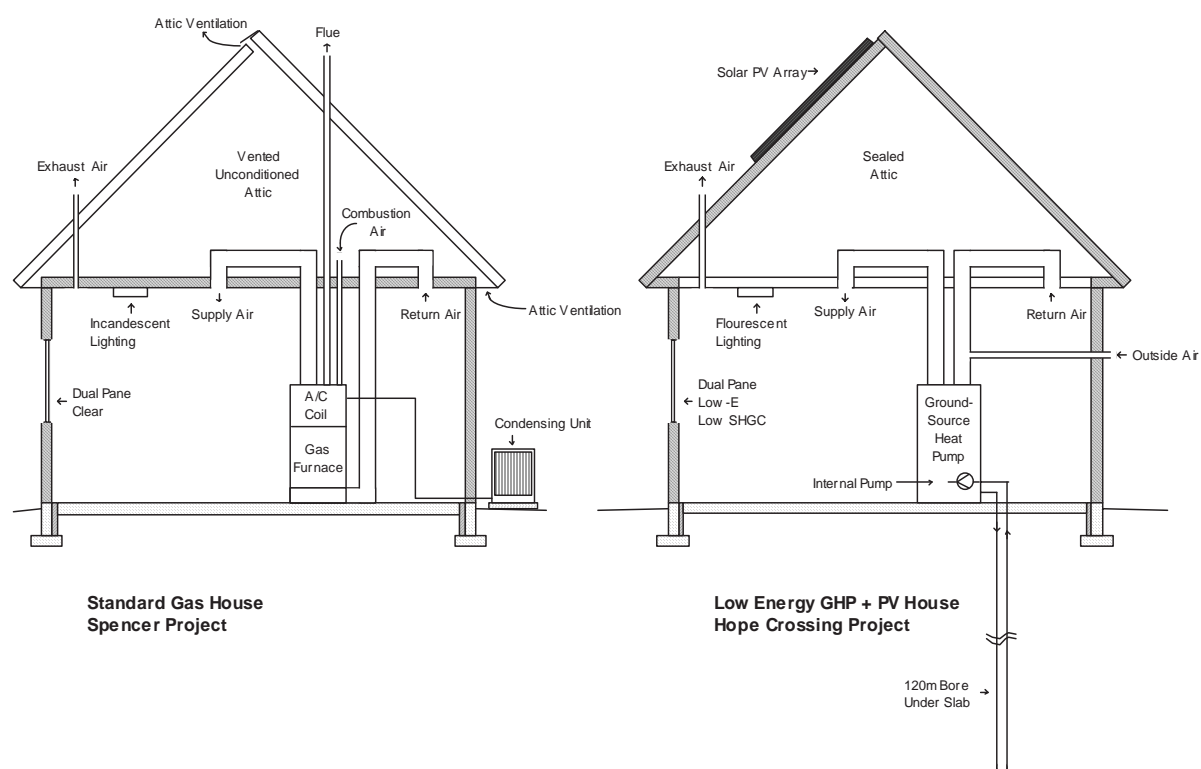 Attic Ventilation
Flue
Exhaust Air
Vented
Unconditioned
Attic
Combustion
Air
Supply Air
Return Air
Attic Ventilation
Incandescent
Lighting
Dual Pane
Clear
A/C
Coil
Gas
Furnace
Condensing Unit
Standard Gas House
Spencer Project
Solar PV Array
Exhaust Air
Sealed
Attic
Supply Air
Return Air
Flourescent
Lighting
Outside Air
Dual Pane
Low-E
Low SHGC
Ground-
Source
Heat
Pump
Internal Pump
Low Energy GHP + PV House
Hope Crossing Project
120m Bore
Under Slab